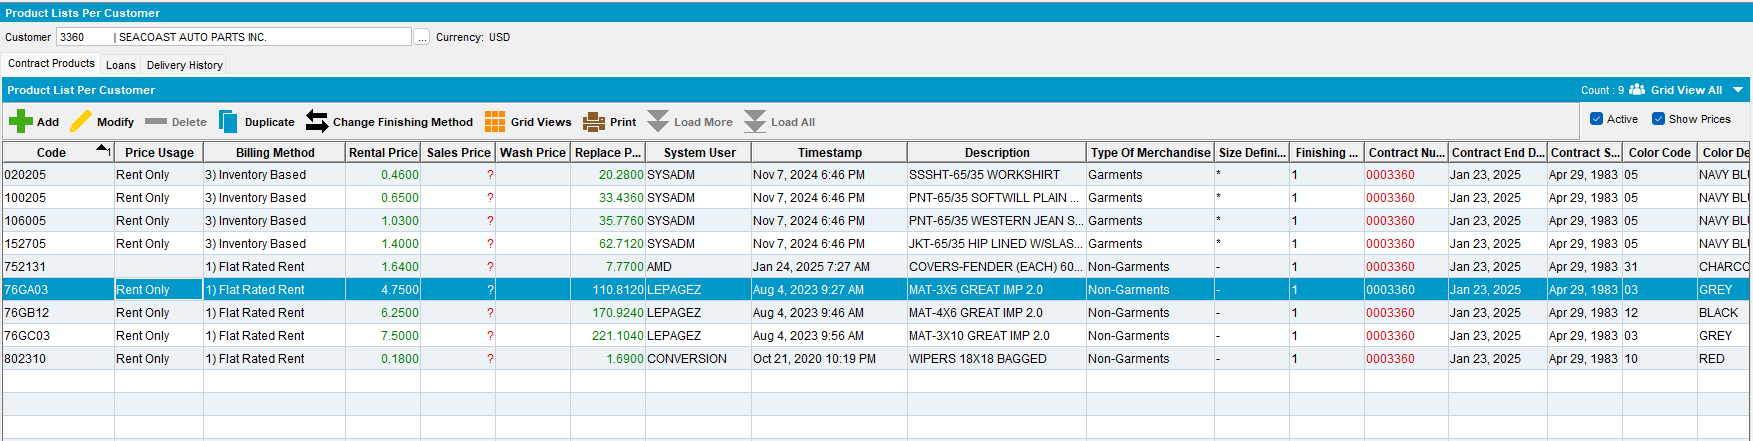 Product Lists Per Customer
Customer 3360 | SEACOAST AUTO PARTS INC. ... Currency: USD
Contract Products Loans Delivery History
Product List Per Customer Count : 9 Grid View All
Add Modify Delete Duplicate Change Finishing Method Grid Views Print Load More Load All Active Show Prices
Code 1 Price Usage Billing Method Rental Price Sales Price Wash Price Replace P... System User Timestamp Description Type Of Merchandise Size Defini... Finishing ... Contract Nu... Contract End D... Contract S... Color Code Color De
020205 Rent Only 3) Inventory Based 0.4600 ? 20.2800 SYSADM Nov 7, 2024 6:46 PM SSSHT-65/35 WORKSHIRT Garments * 1 0003360 Jan 23, 2025 Apr 29, 1983 05 NAVY BLU
100205 Rent Only 3) Inventory Based 0.6500 ? 33.4360 SYSADM Nov 7, 2024 6:46 PM PNT-65/35 SOFTWILL PLAIN ... Garments * 1 0003360 Jan 23, 2025 Apr 29, 1983 05 NAVY BLU
106005 Rent Only 3) Inventory Based 1.0300 ? 35.7760 SYSADM Nov 7, 2024 6:46 PM PNT-65/35 WESTERN JEAN S... Garments * 1 0003360 Jan 23, 2025 Apr 29, 1983 05 NAVY BLU
152705 Rent Only 3) Inventory Based 1.4000 ? 62.7120 SYSADM Nov 7, 2024 6:46 PM JKT-65/35 HIP LINED W/SLAS... Garments * 1 0003360 Jan 23, 2025 Apr 29, 1983 05 NAVY BLU
752131 1) Flat Rated Rent 1.6400 ? 7.7700 AMD Jan 24, 2025 7:27 AM COVERS-FENDER (EACH) 60... Non-Garments - 1 0003360 Jan 23, 2025 Apr 29, 1983 31 CHARCO
76GA03 Rent Only 1) Flat Rated Rent 4.7500 ? 110.8120 LEPAGEZ Aug 4, 2023 9:27 AM MAT-3X5 GREAT IMP 2.0 Non-Garments - 1 0003360 Jan 23, 2025 Apr 29, 1983 03 GREY
76GB12 Rent Only 1) Flat Rated Rent 6.2500 ? 170.9240 LEPAGEZ Aug 4, 2023 9:46 AM MAT-4X6 GREAT IMP 2.0 Non-Garments - 1 0003360 Jan 23, 2025 Apr 29, 1983 12 BLACK
76GC03 Rent Only 1) Flat Rated Rent 7.5000 ? 221.1040 LEPAGEZ Aug 4, 2023 9:56 AM MAT-3X10 GREAT IMP 2.0 Non-Garments - 1 0003360 Jan 23, 2025 Apr 29, 1983 03 GREY
802310 Rent Only 1) Flat Rated Rent 0.1800 ? 1.6900 CONVERSION Oct 21, 2020 10:19 PM WIPERS 18X18 BAGGED Non-Garments - 1 0003360 Jan 23, 2025 Apr 29, 1983 10 RED